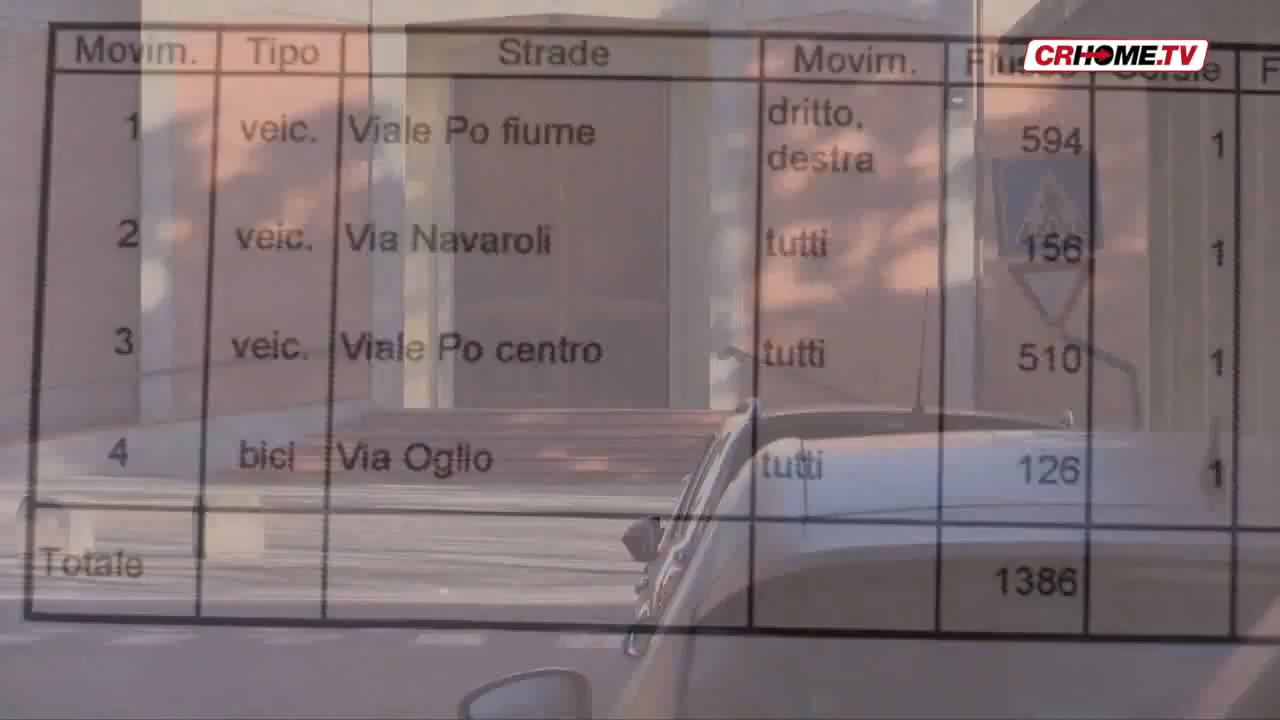 CRHOME.TV
Movim. Tipo Strade Movim.
1 veic. Viale Po fiume dritto, destra 594 1
2 veic. Via Navaroli tutti 156 1
3 veic. Viale Po centro tutti 510 1
4 bici Via Oglio tutti 126 1
Totale 1386